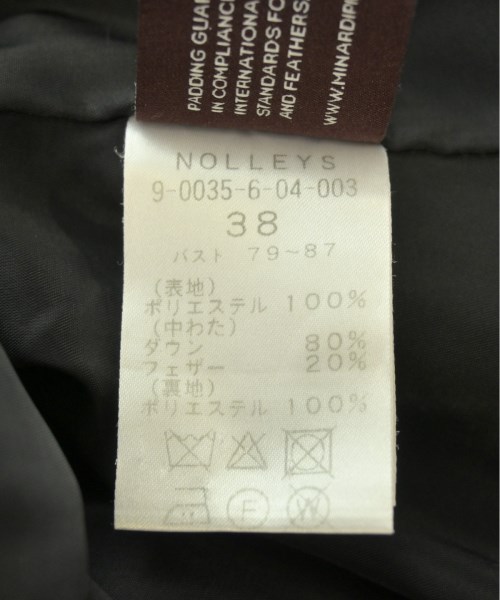 PADDING GUAR
IN COMPLIANC
INTERNATIONA
STANDARDS FO
AND FEATHERS.
WWW.MINARDIPI
NOLLEYS
9-0035-6-04-003
38
バスト 79~87
(表地)
ポリエステル 100%
(中わた)
ダウン 80%
フェザー 20%
(裏地)
ポリエステル 100%
F W